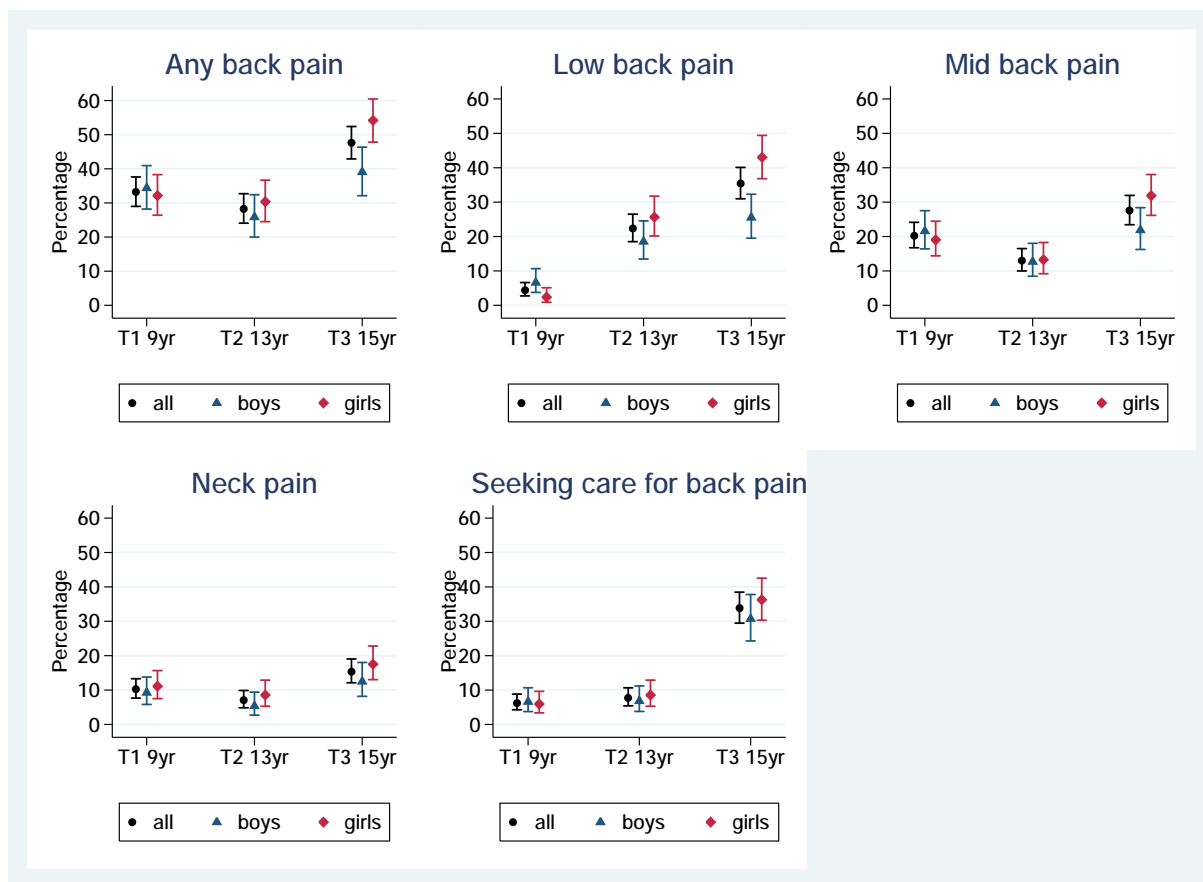 Any back pain
Percentage
60
50
40
30
20
10
0
T1 9yr T2 13yr T3 15yr
all boys girls
Low back pain
Percentage
60
50
40
30
20
10
0
T1 9yr T2 13yr T3 15yr
all boys girls
Mid back pain
Percentage
60
50
40
30
20
10
0
T1 9yr T2 13yr T3 15yr
all boys girls
Neck pain
Percentage
60
50
40
30
20
10
0
T1 9yr T2 13yr T3 15yr
all boys girls
Seeking care for back pain
Percentage
60
50
40
30
20
10
0
T1 9yr T2 13yr T3 15yr
all boys girls